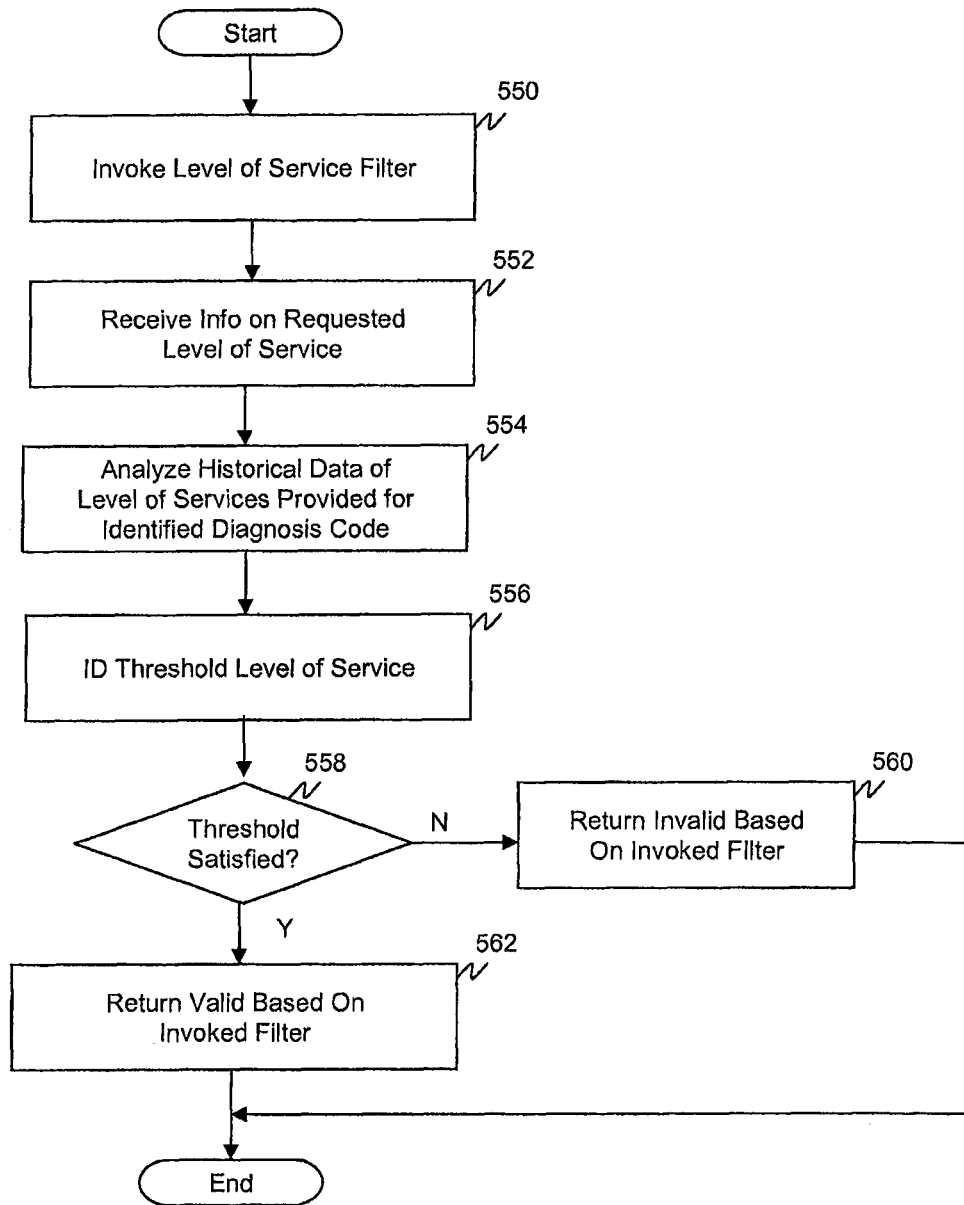 Start
550
Invoke Level of Service Filter
552
Receive Info on Requested
Level of Service
554
Analyze Historical Data of
Level of Services Provided for
Identified Diagnosis Code
556
ID Threshold Level of Service
558
Threshold
Satisfied?
N
560
Return Invalid Based
On Invoked Filter
Y
562
Return Valid Based On
Invoked Filter
End